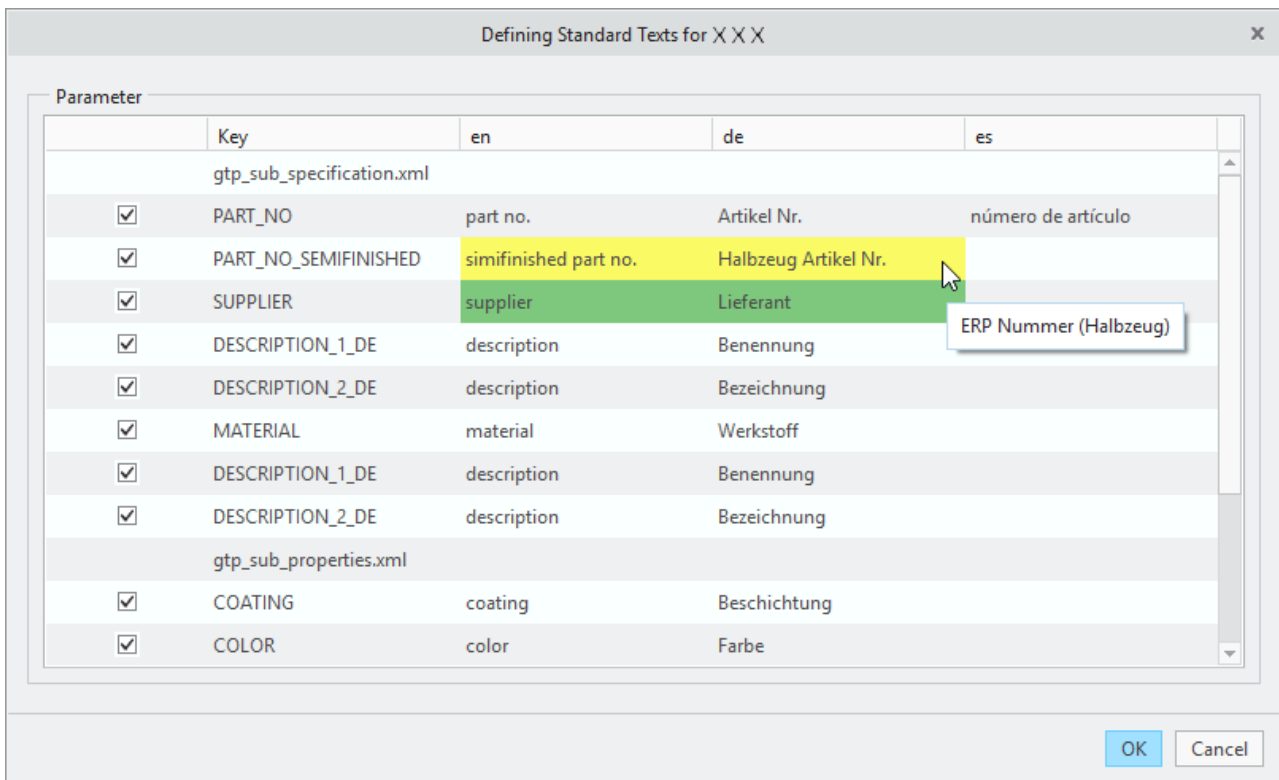 Defining Standard Texts for X X X
Parameter
Key en de es
gtp_sub_specification.xml
PART_NO part no. Artikel Nr. número de artículo
PART_NO_SEMIFINISHED simifinished part no. Halbzeug Artikel Nr.
SUPPLIER supplier Lieferant
ERP Nummer (Halbzeug)
DESCRIPTION_1_DE description Benennung
DESCRIPTION_2_DE description Bezeichnung
MATERIAL material Werkstoff
DESCRIPTION_1_DE description Benennung
DESCRIPTION_2_DE description Bezeichnung
gtp_sub_properties.xml
COATING coating Beschichtung
COLOR color Farbe
OK Cancel